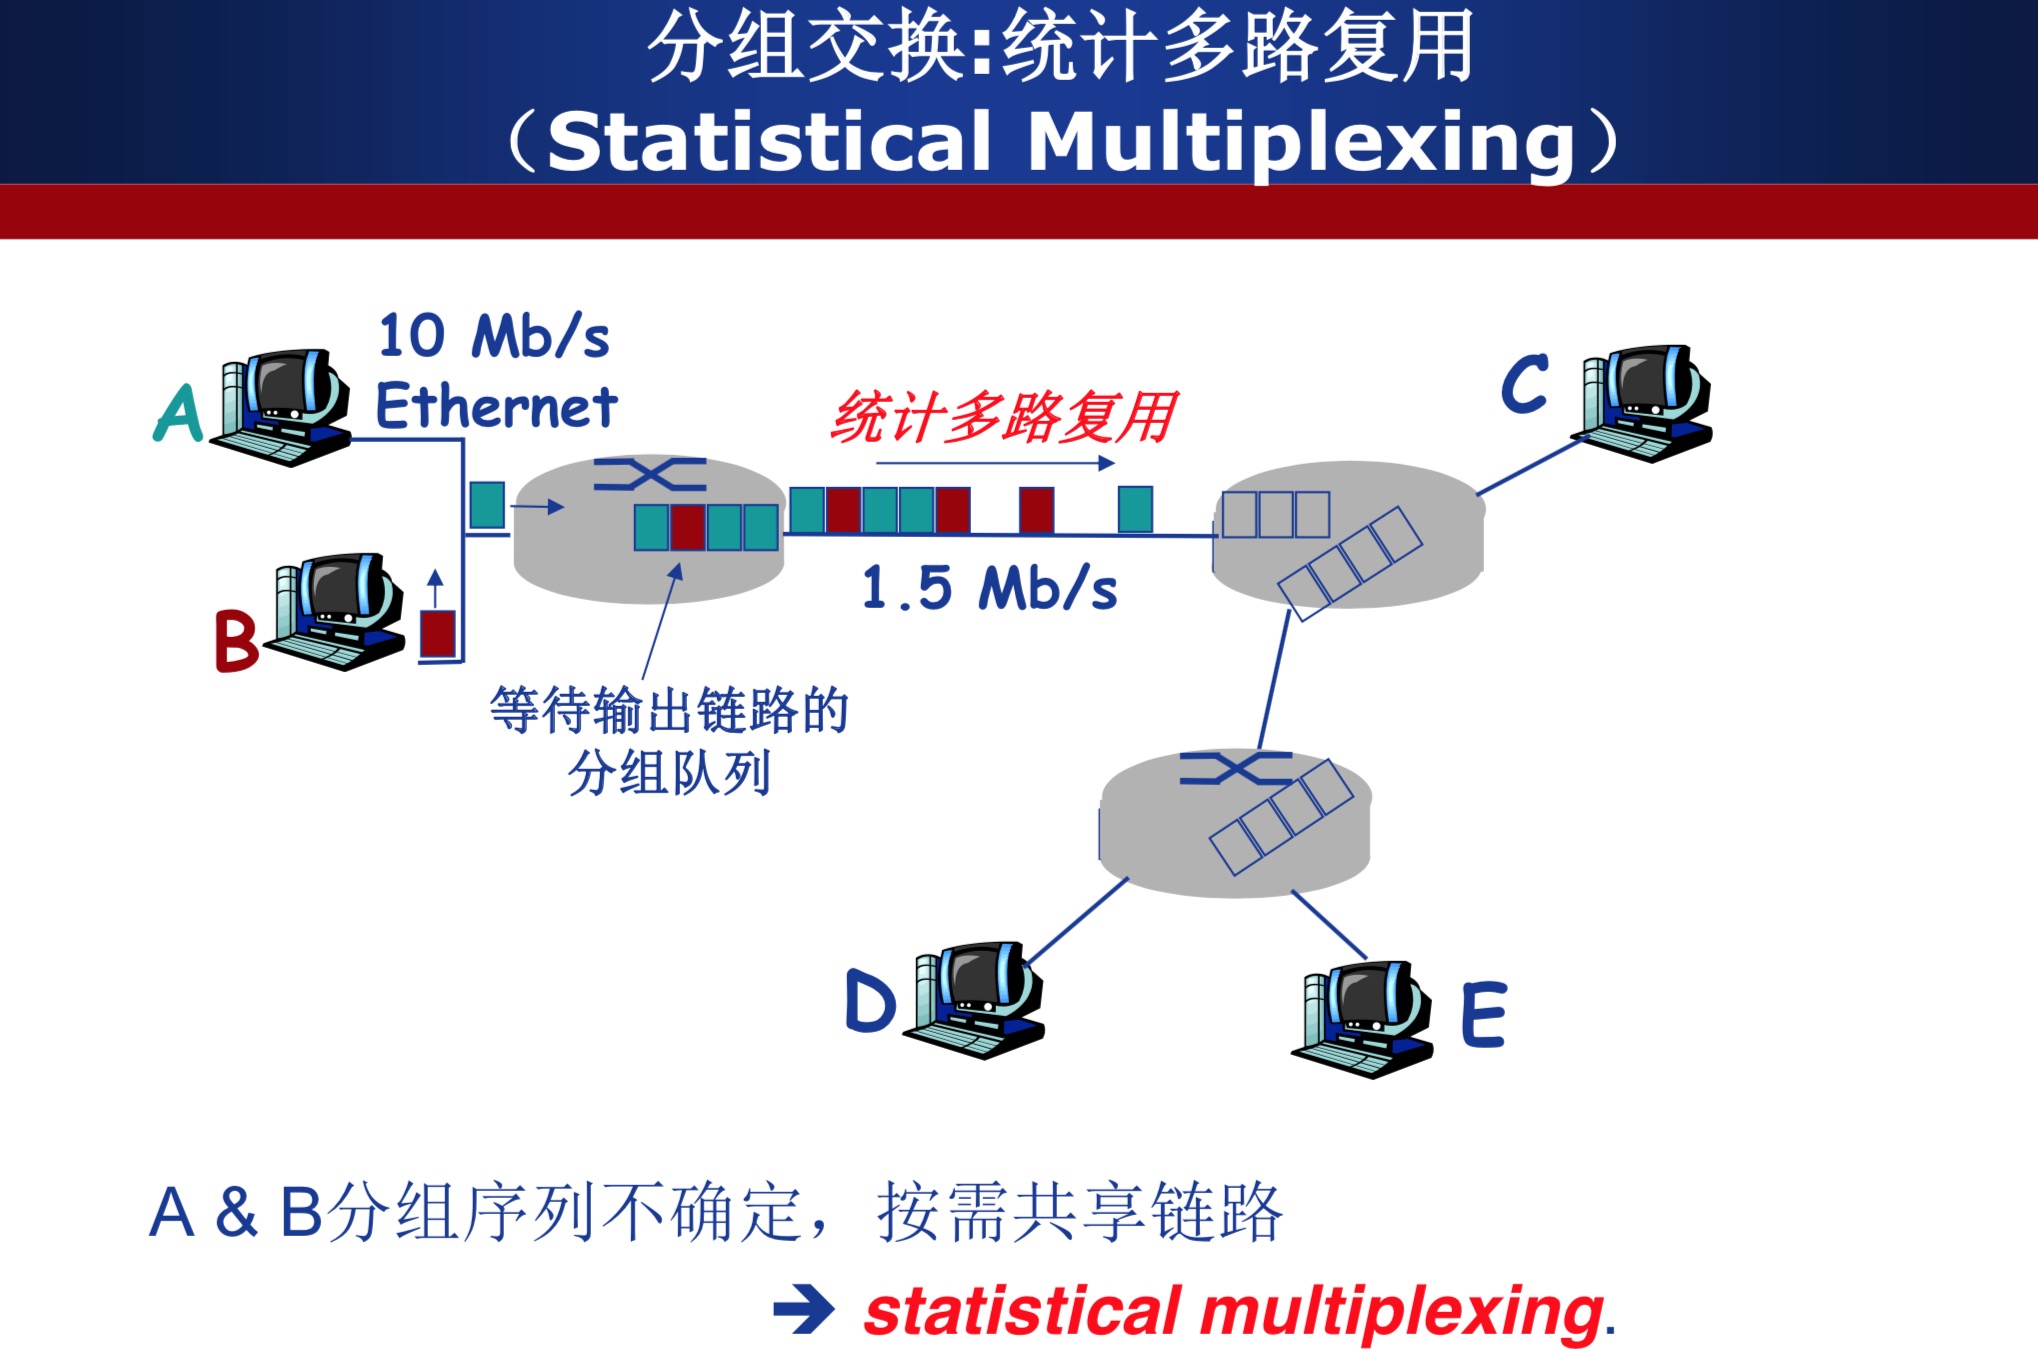 分组交换:统计多路复用
（Statistical Multiplexing）
10 Mb/s
Ethernet
A
统计多路复用
C
1.5 Mb/s
B
等待输出链路的
分组队列
D
E
A & B分组序列不确定，按需共享链路
➔ statistical multiplexing.